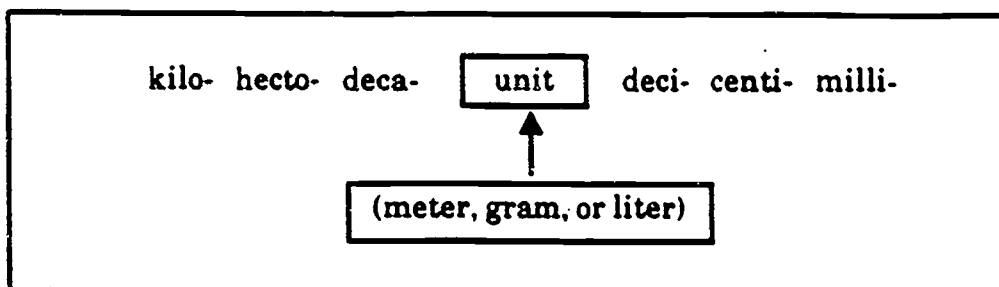 kilo- hecto- deca- unit deci- centi- milli-
(meter, gram, or liter)